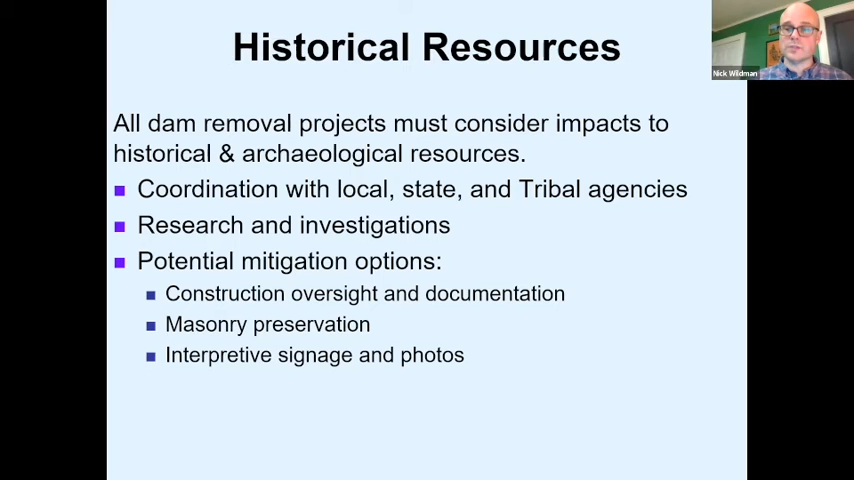 Historical Resources
Nick Wildman
All dam removal projects must consider impacts to
historical & archaeological resources.
Coordination with local, state, and Tribal agencies
Research and investigations
Potential mitigation options:
Construction oversight and documentation
Masonry preservation
Interpretive signage and photos